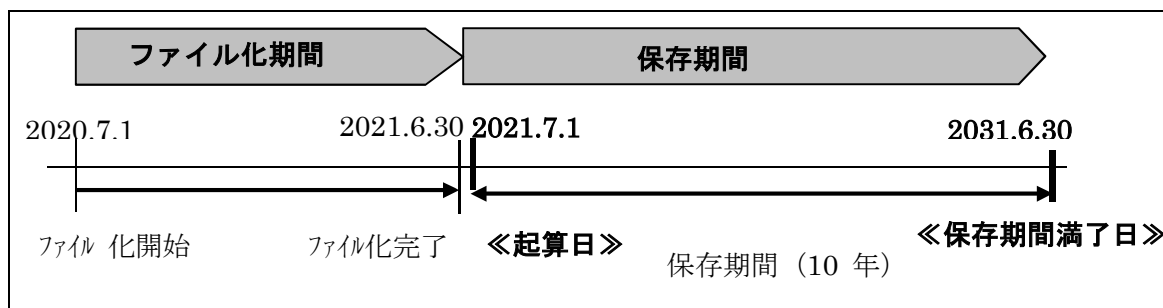 ファイル化期間
保存期間
2020.7.1
2021.6.30
2021.7.1
2031.6.30
ファイル 化開始
ファイル化完了
≪起算日≫
保存期間（10 年）
≪保存期間満了日≫